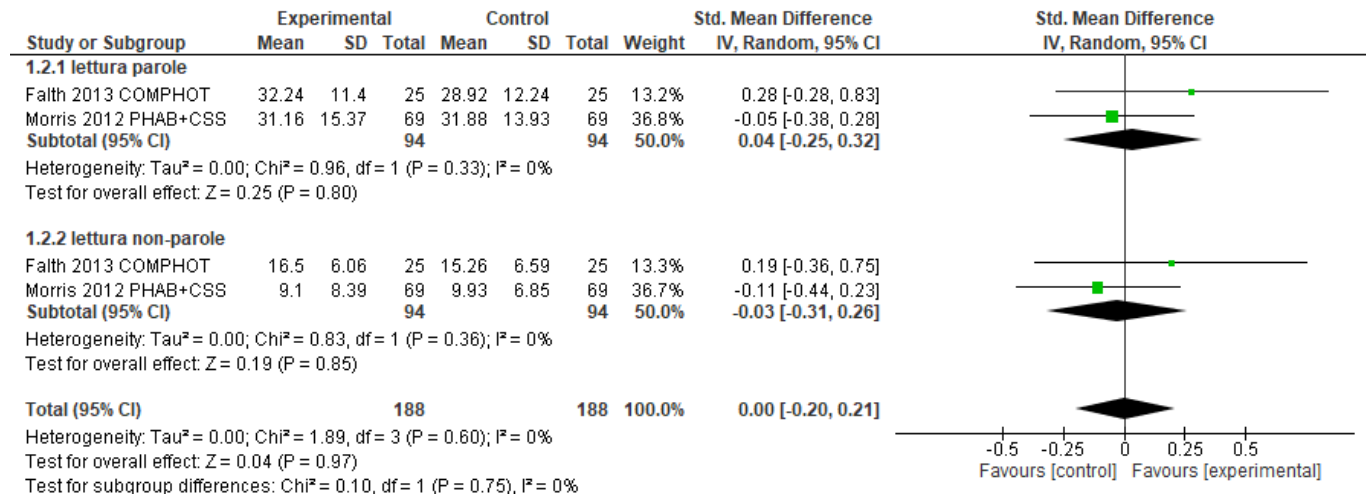 Experimental Control Std. Mean Difference Std. Mean Difference
Study or Subgroup Mean SD Total Mean SD Total Weight IV, Random, 95% CI IV, Random, 95% CI
1.2.1 lettura parole
Falth 2013 COMPHOT 32.24 11.4 25 28.92 12.24 25 13.2% 0.28 [-0.28, 0.83]
Morris 2012 PHAB+CSS 31.16 15.37 69 31.88 13.93 69 36.8% -0.05 [-0.38, 0.28]
Subtotal (95% CI) 94 94 50.0% 0.04 [-0.25, 0.32]
Heterogeneity: Tau² = 0.00; Chi² = 0.96, df = 1 (P = 0.33); I² = 0%
Test for overall effect: Z = 0.25 (P = 0.80)
1.2.2 lettura non-parole
Falth 2013 COMPHOT 16.5 6.06 25 15.26 6.59 25 13.3% 0.19 [-0.36, 0.75]
Morris 2012 PHAB+CSS 9.1 8.39 69 9.93 6.85 69 36.7% -0.11 [-0.44, 0.23]
Subtotal (95% CI) 94 94 50.0% -0.03 [-0.31, 0.26]
Heterogeneity: Tau² = 0.00; Chi² = 0.83, df = 1 (P = 0.36); I² = 0%
Test for overall effect: Z = 0.19 (P = 0.85)
Total (95% CI) 188 188 100.0% 0.00 [-0.20, 0.21]
Heterogeneity: Tau² = 0.00; Chi² = 1.89, df = 3 (P = 0.60); I² = 0%
Test for overall effect: Z = 0.04 (P = 0.97)
Test for subgroup differences: Chi² = 0.10, df = 1 (P = 0.75), I² = 0%
-0.5 -0.25 0 0.25 0.5
Favours [control] Favours [experimental]